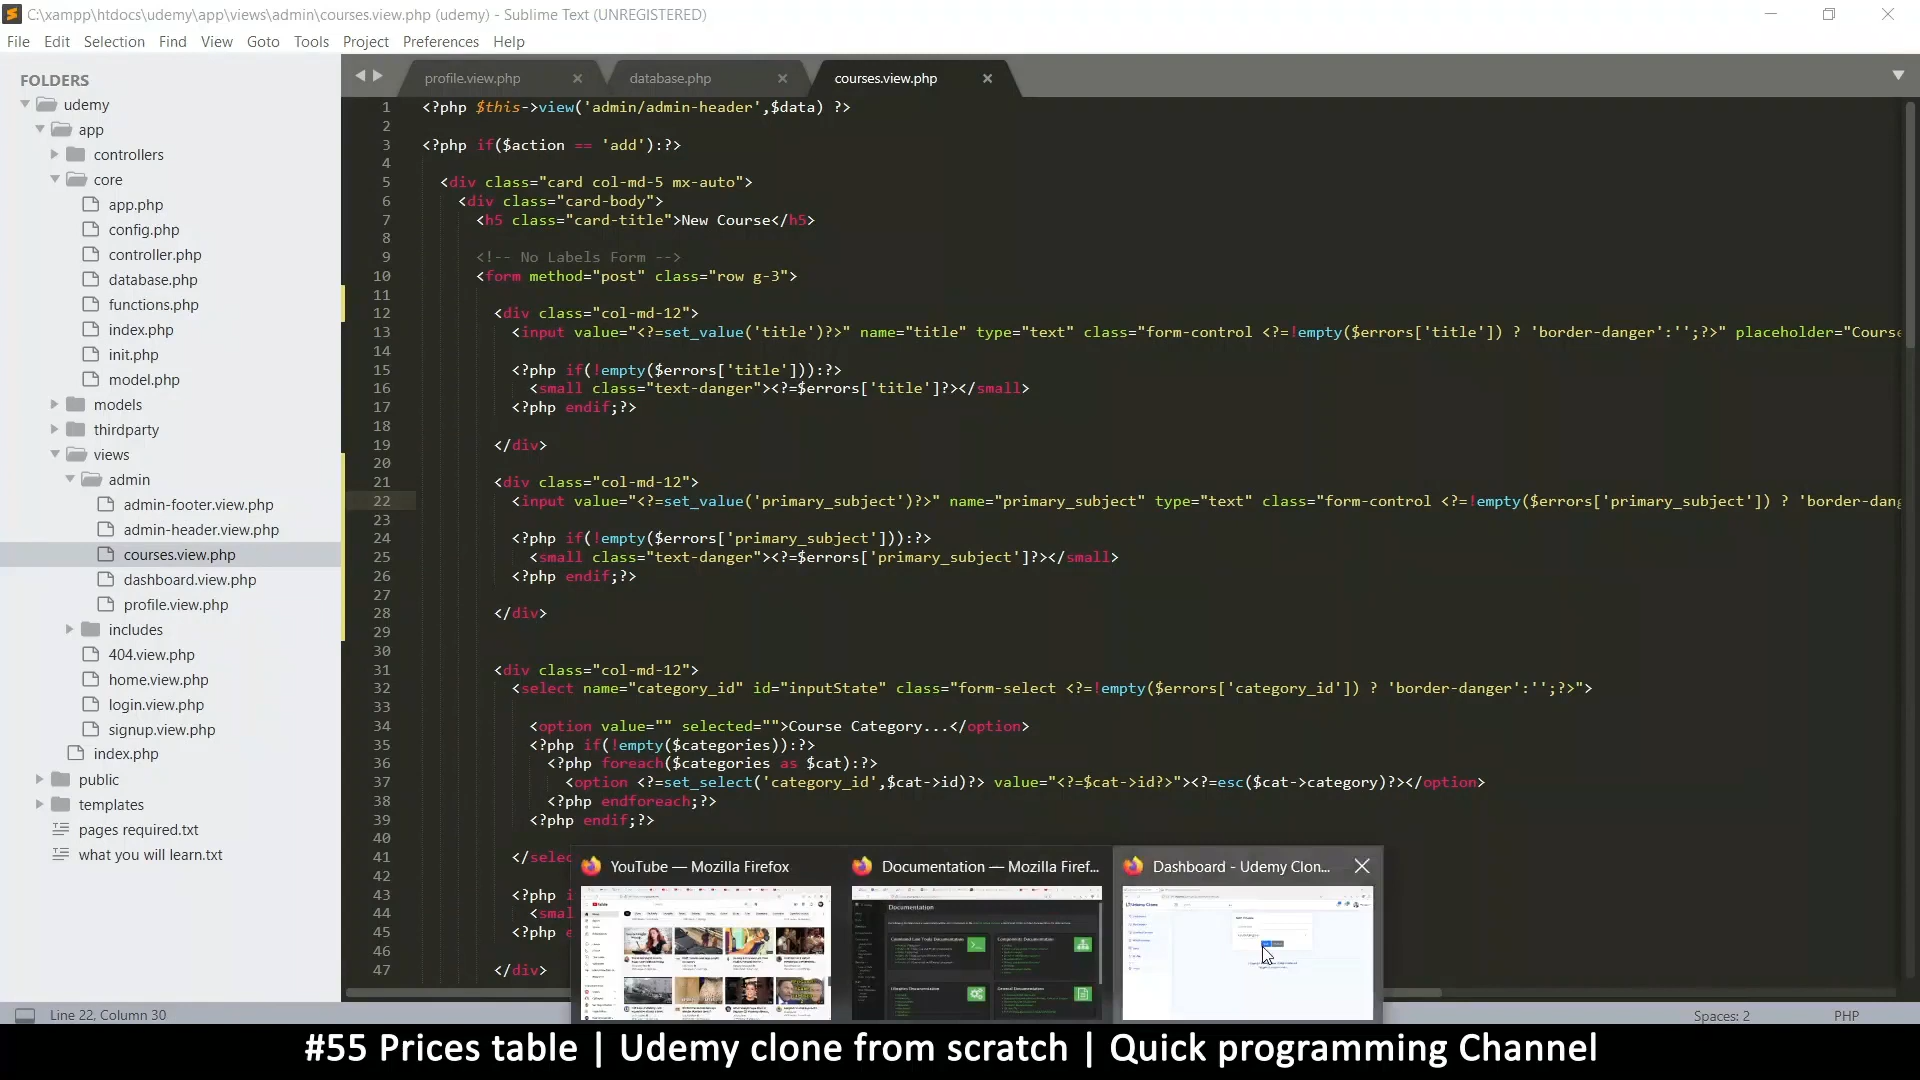 C:\xampp\htdocs\udemy\app\views\admin\courses.view.php (udemy) - Sublime Text (UNREGISTERED)
File Edit Selection Find View Goto Tools Project Preferences Help
FOLDERS
udemy
app
controllers
core
app.php
config.php
controller.php
database.php
functions.php
index.php
init.php
model.php
models
thirdparty
views
admin
admin-footer.view.php
admin-header.view.php
courses.view.php
dashboard.view.php
profile.view.php
includes
404.view.php
home.view.php
login.view.php
signup.view.php
index.php
public
templates
pages required.txt
what you will learn.txt
profile.view.php database.php courses.view.php
1 <?php $this->view('admin/admin-header',$data) ?>
2
3 <?php if($action == 'add'):?>
4
5 <div class="card col-md-5 mx-auto">
6 <div class="card-body">
7 <h5 class="card-title">New Course</h5>
8
9 <!-- No Labels Form -->
10 <form method="post" class="row g-3">
11
12 <div class="col-md-12">
13 <input value="<?=set_value('title')?>" name="title" type="text" class="form-control <?=!empty($errors['title']) ? 'border-danger':'';?>" placeholder="Course
14
15 <?php if(!empty($errors['title'])):?>
16 <small class="text-danger"><?=$errors['title']?></small>
17 <?php endif;?>
18
19 </div>
20
21 <div class="col-md-12">
22 <input value="<?=set_value('primary_subject')?>" name="primary_subject" type="text" class="form-control <?=!empty($errors['primary_subject']) ? 'border-dang
23
24 <?php if(!empty($errors['primary_subject'])):?>
25 <small class="text-danger"><?=$errors['primary_subject']?></small>
26 <?php endif;?>
27
28 </div>
29
30
31 <div class="col-md-12">
32 <select name="category_id" id="inputState" class="form-select <?=!empty($errors['category_id']) ? 'border-danger':'';?>">
33
34 <option value="" selected="">Course Category...</option>
35 <?php if(!empty($categories)):?>
36 <?php foreach($categories as $cat):?>
37 <option <?=set_select('category_id',$cat->id)?> value="<?=$cat->id?>"><?=esc($cat->category)?></option>
38 <?php endforeach;?>
39 <?php endif;?>
40
41 </selec
42
43 <?php i
44 <smal
45 <?php e
46
47 </div>
YouTube — Mozilla Firefox
Documentation — Mozilla Firef...
Dashboard - Udemy Clon...
Documentation
Line 22, Column 30
Spaces: 2
PHP
#55 Prices table | Udemy clone from scratch | Quick programming Channel